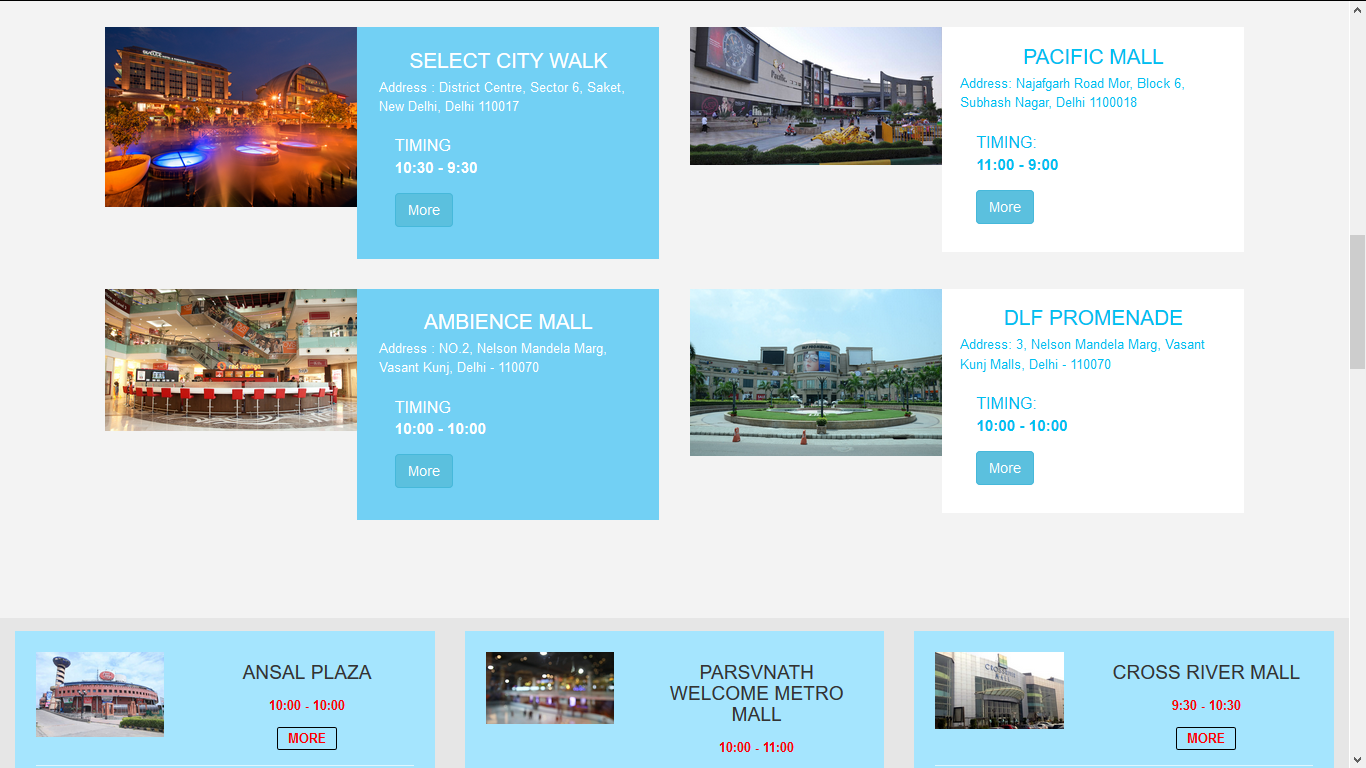 SELECT CITY WALK
Address : District Centre, Sector 6, Saket,
New Delhi, Delhi 110017
TIMING
10:30 - 9:30
More
Pacific
PACIFIC MALL
Address: Najafgarh Road Mor, Block 6,
Subhash Nagar, Delhi 1100018
TIMING:
11:00 - 9:00
More
AMBIENCE MALL
Address : NO.2, Nelson Mandela Marg,
Vasant Kunj, Delhi - 110070
TIMING
10:00 - 10:00
More
DLF PROMENADE
Address: 3, Nelson Mandela Marg, Vasant
Kunj Malls, Delhi - 110070
TIMING:
10:00 - 10:00
More
ANSAL PLAZA
10:00 - 10:00
MORE
PARSVNATH
WELCOME METRO
MALL
10:00 - 11:00
CROSS RIVER
MALL
CROSS RIVER MALL
9:30 - 10:30
MORE